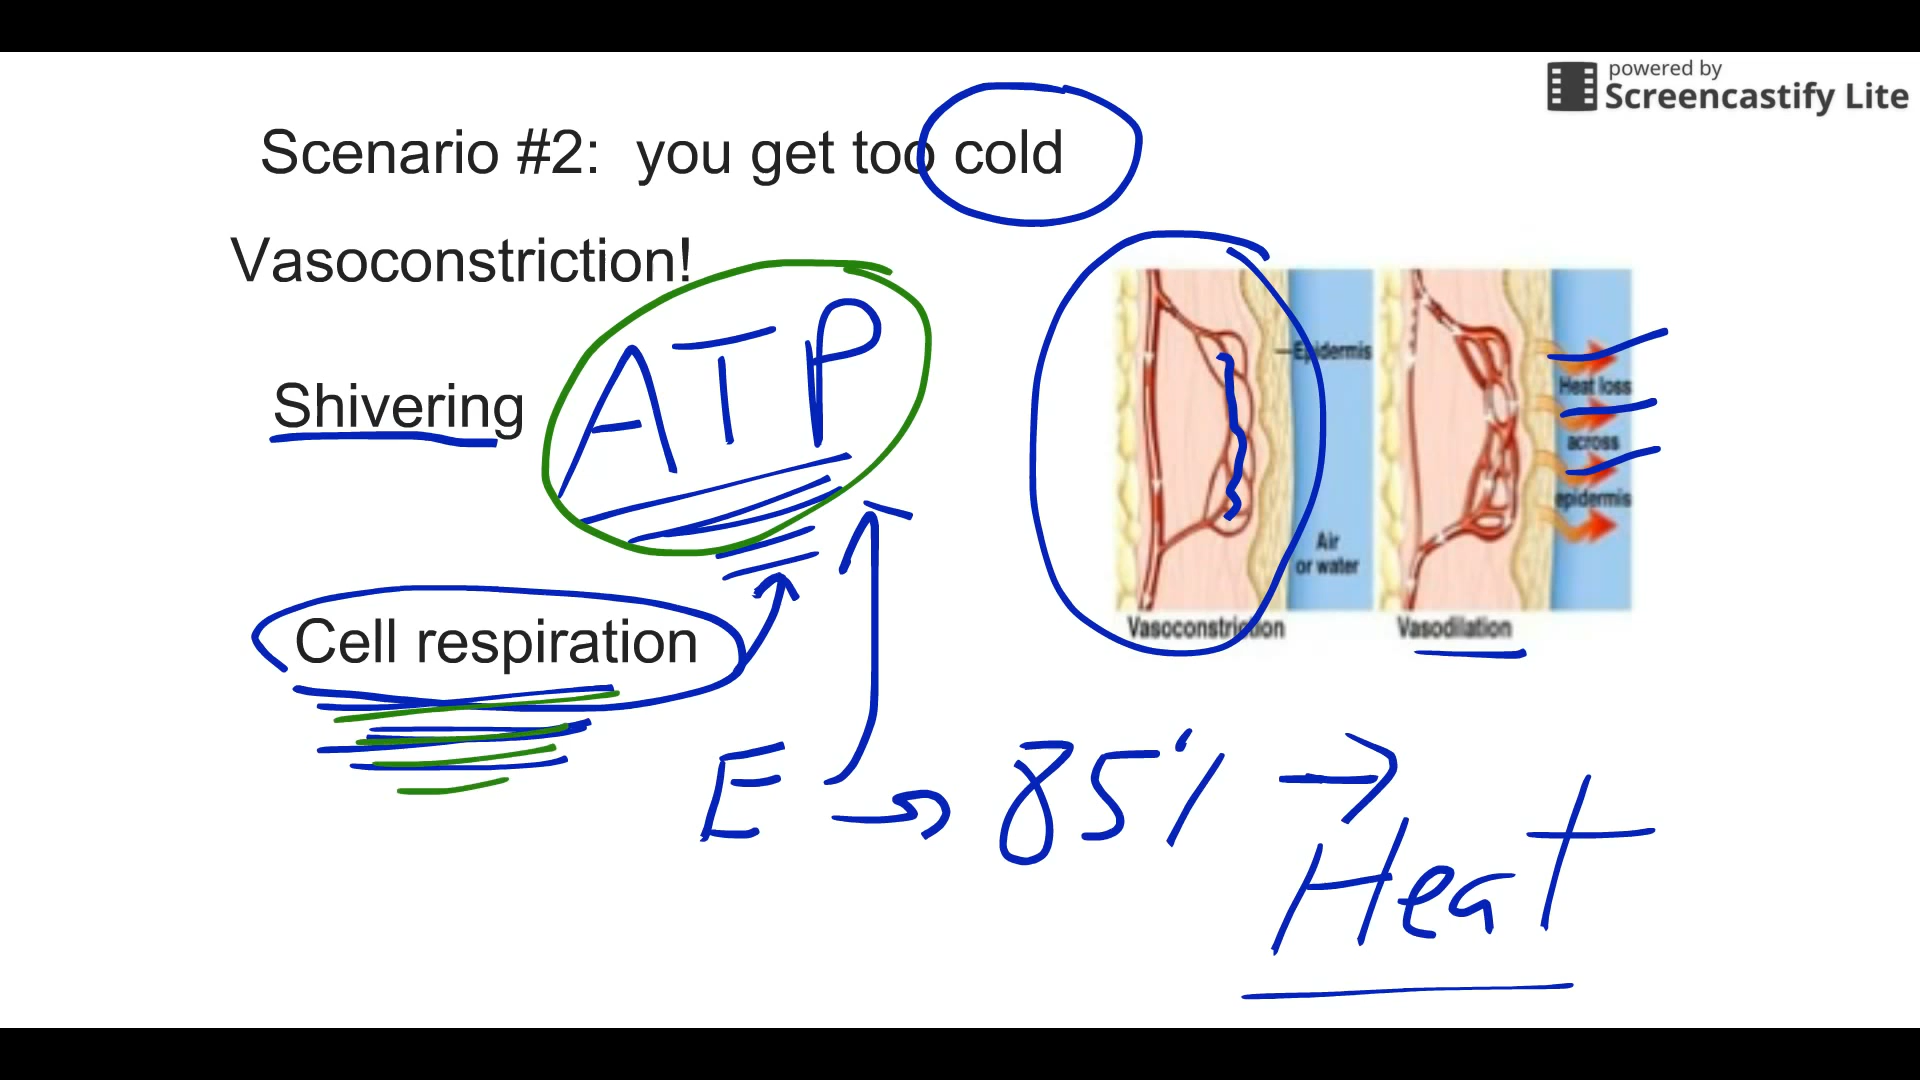 powered by
Screencastify Lite
Scenario #2: you get too cold
Vasoconstriction!
ATP
Shivering
Cell respiration
E → 85% →
Heat
Epidermis
Air
or water
Vasoconstriction
Heat loss
across
epidermis
Vasodilation